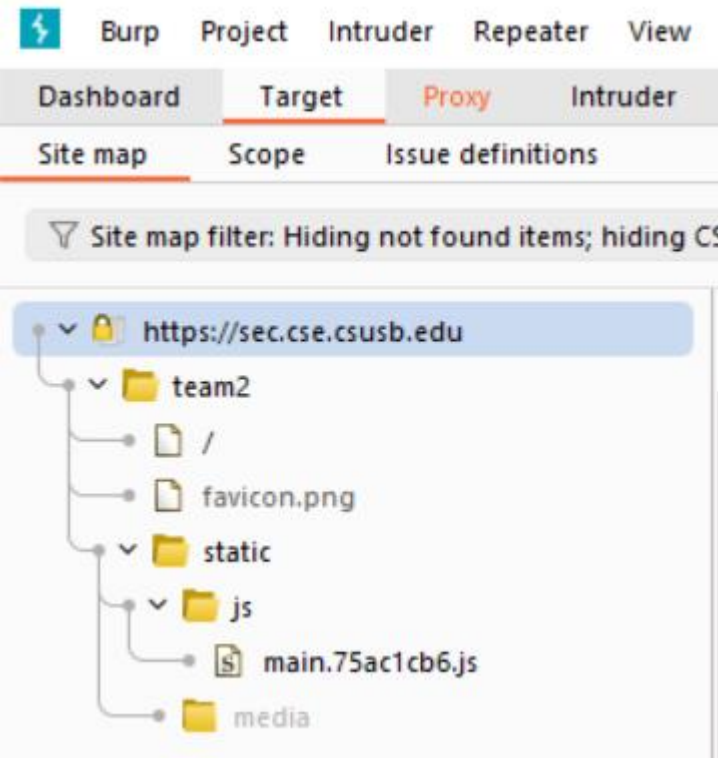 Burp Project Intruder Repeater View
Dashboard Target Proxy Intruder
Site map Scope Issue definitions
Site map filter: Hiding not found items; hiding CS
https://sec.cse.csusb.edu
team2
/
favicon.png
static
js
main.75ac1cb6.js
media